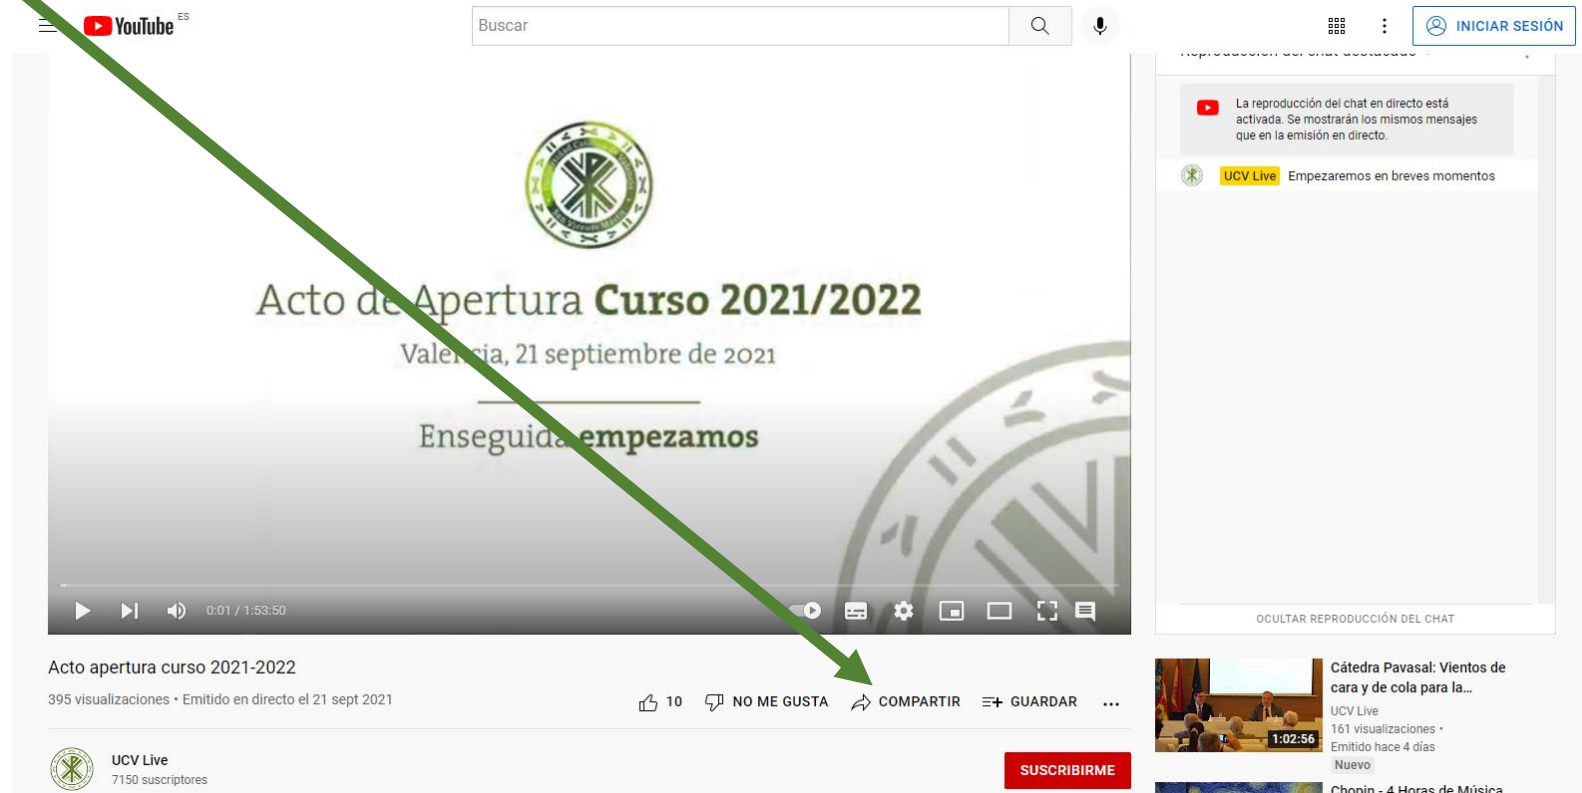 YouTube ES
Buscar
INICIAR SESIÓN
La reproducción del chat en directo está
activada. Se mostrarán los mismos mensajes
que en la emisión en directo.
UCV Live Empezaremos en breves momentos
Acto de Apertura Curso 2021/2022
Valencia, 21 septiembre de 2021
Enseguida empezamos
0:01 / 1:53:50
OCULTAR REPRODUCCIÓN DEL CHAT
Acto apertura curso 2021-2022
395 visualizaciones • Emitido en directo el 21 sept 2021
10 NO ME GUSTA COMPARTIR GUARDAR
UCV Live
7150 suscriptores
SUSCRIBIRME
Cátedra Pavasal: Vientos de
cara y de cola para la...
UCV Live
161 visualizaciones •
Emitido hace 4 días
Nuevo
1:02:56
Chopin - 4 Horas de Música